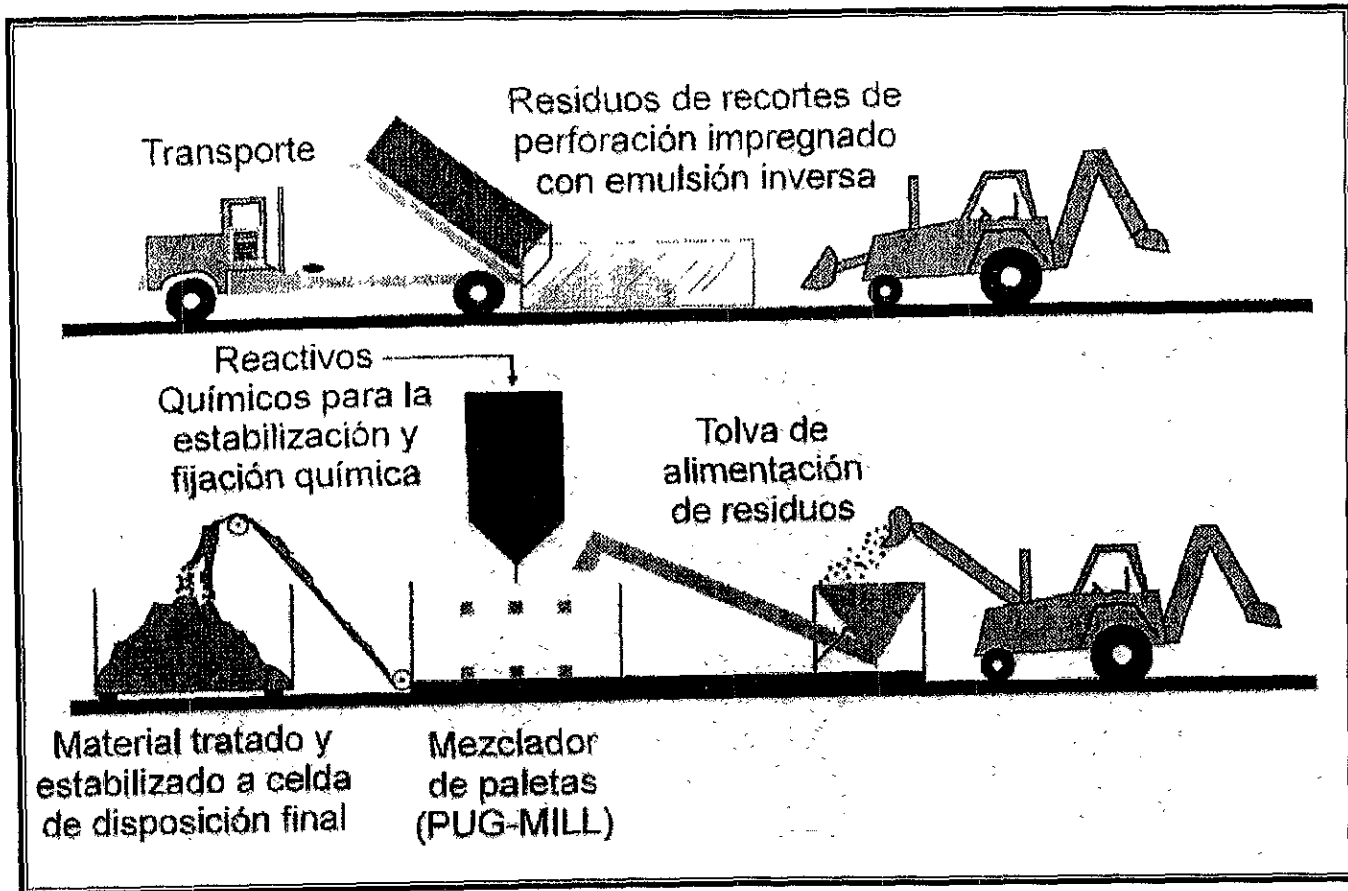 Transporte
Residuos de recortes de
perforación impregnado
con emulsión inversa
Reactivos
Químicos para la
estabilización y
fijación química
Tolva de
alimentación
de residuos
Material tratado y
estabilizado a celda
de disposición final
Mezclador
de paletas
(PUG-MILL)